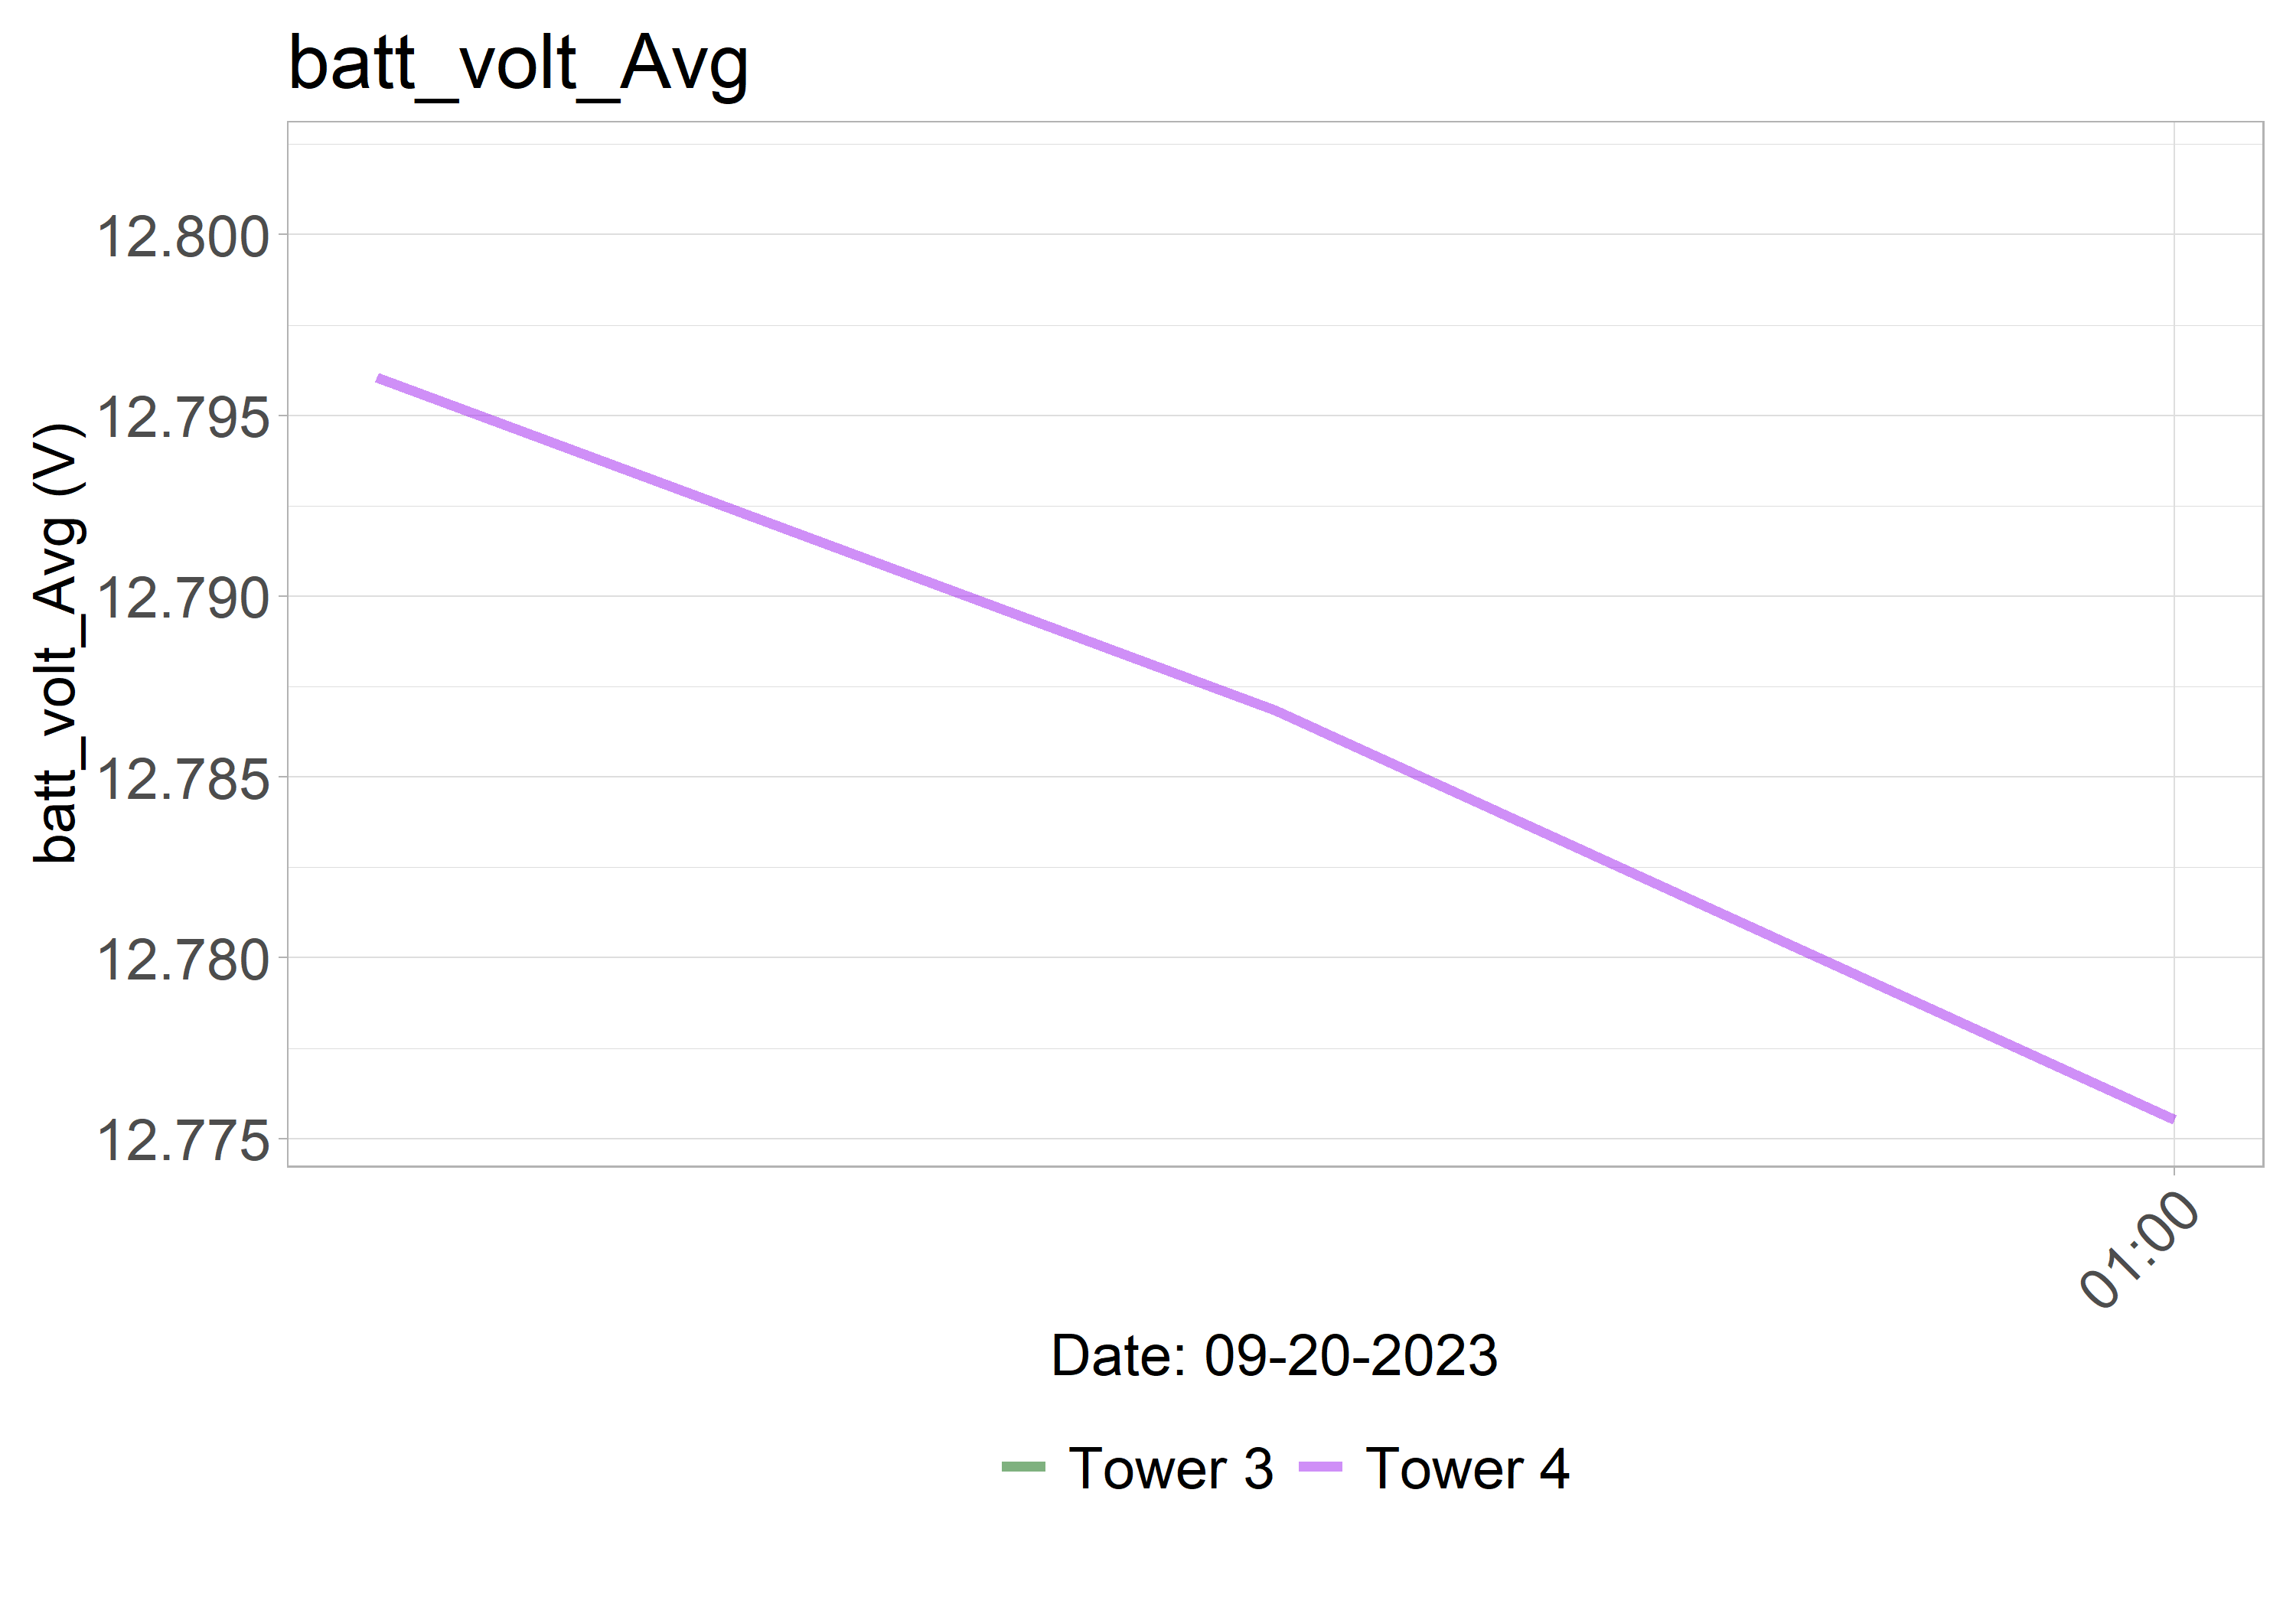 batt_volt_Avg
batt_volt_Avg (V)
12.800
12.795
12.790
12.785
12.780
12.775
01:00
Date: 09-20-2023
Tower 3 Tower 4